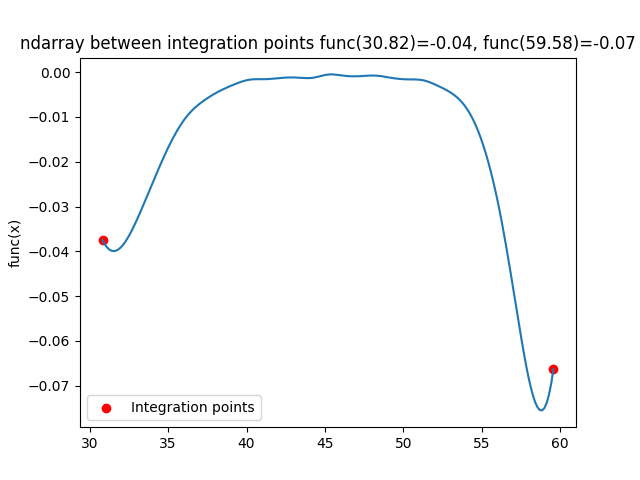 ndarray between integration points func(30.82)=-0.04, func(59.58)=-0.07
0.00
−0.01
−0.02
−0.03
−0.04
−0.05
−0.06
−0.07
func(x)
Integration points
30 35 40 45 50 55 60